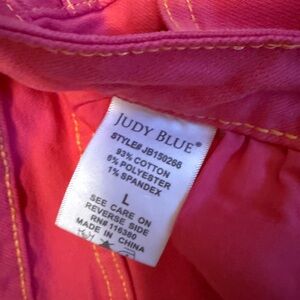 JUDY BLUE®
STYLE#JB150266
93% COTTON
6% POLYESTER
1% SPANDEX
L
SEE CARE ON
REVERSE SIDE
RN# 116380
MADE IN CHINA